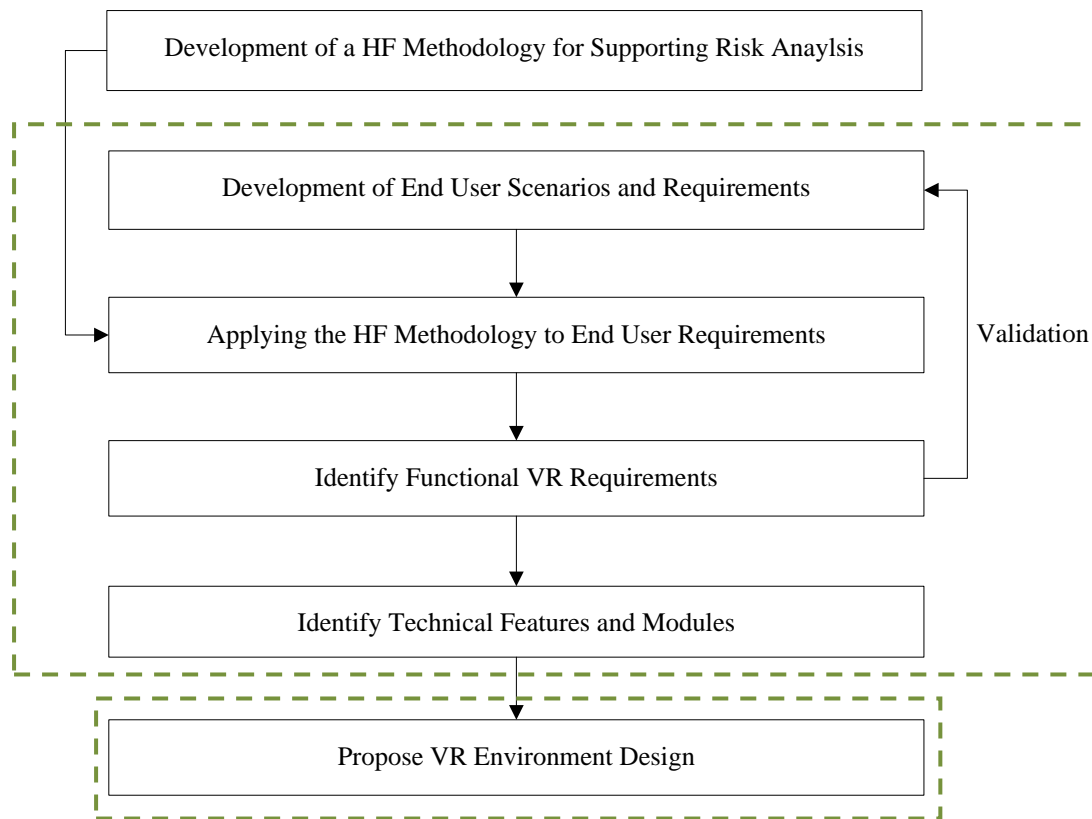 Development of a HF Methodology for Supporting Risk Anaylsis
Development of End User Scenarios and Requirements
Applying the HF Methodology to End User Requirements
Validation
Identify Functional VR Requirements
Identify Technical Features and Modules
Propose VR Environment Design